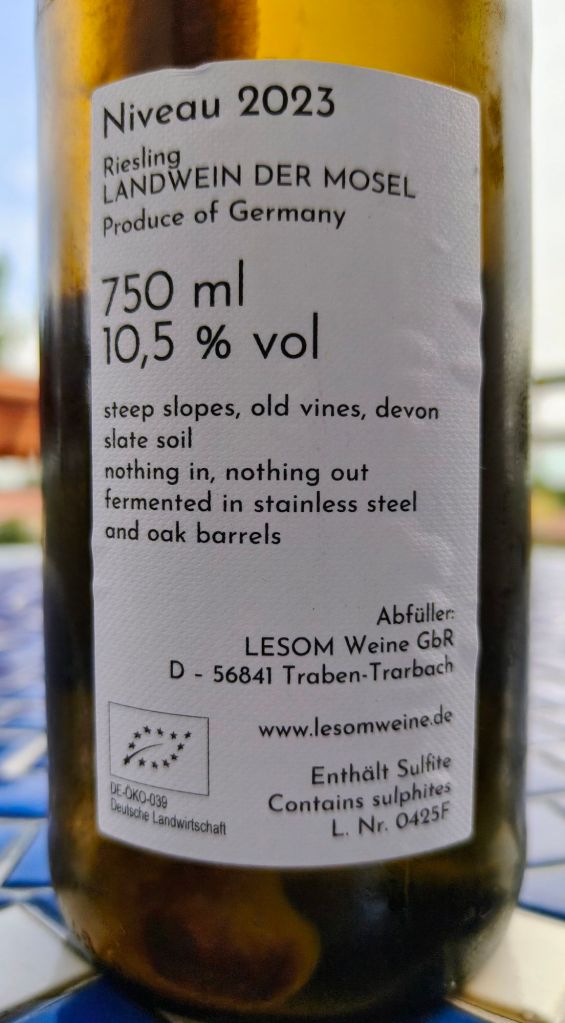 Niveau 2023
Riesling
LANDWEIN DER MOSEL
Produce of Germany
750 ml
10,5 % vol
steep slopes, old vines, devon
slate soil
nothing in, nothing out
fermented in stainless steel
and oak barrels
Abfüller:
LESOM Weine GbR
D - 56841 Traben-Trarbach
www.lesomweine.de
DE-ÖKO-039
Deutsche Landwirtschaft
Enthält Sulfite
Contains sulphites
L. Nr. 0425F